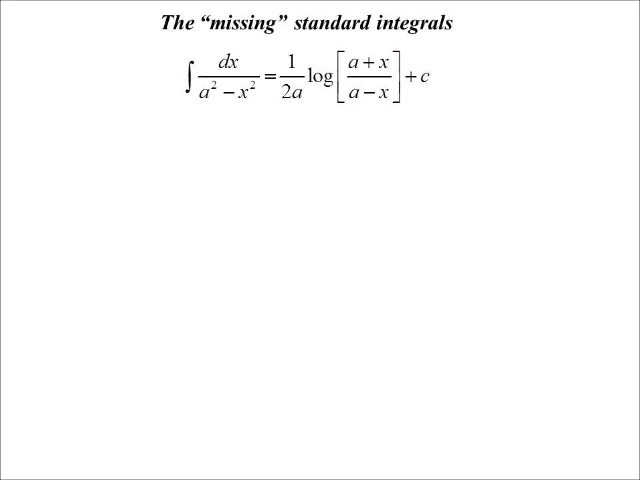 The “missing” standard integrals
∫ dx / (a² − x²) = 1/2a log[(a + x) / (a − x)] + c